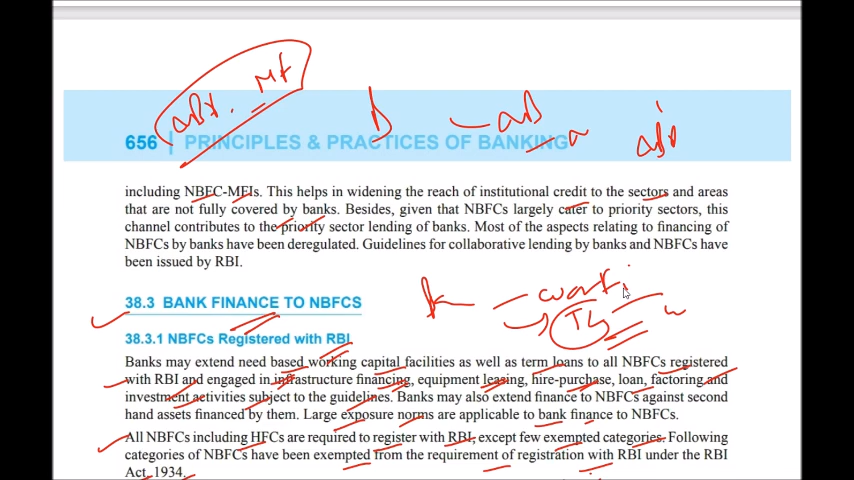 656 | PRINCIPLES & PRACTICES OF BANKING
including NBFC-MFIs. This helps in widening the reach of institutional credit to the sectors and areas
that are not fully covered by banks. Besides, given that NBFCs largely cater to priority sectors, this
channel contributes to the priority sector lending of banks. Most of the aspects relating to financing of
NBFCs by banks have been deregulated. Guidelines for collaborative lending by banks and NBFCs have
been issued by RBI.
38.3 BANK FINANCE TO NBFCS
38.3.1 NBFCs Registered with RBI
Banks may extend need based working capital facilities as well as term loans to all NBFCs registered
with RBI and engaged in infrastructure financing, equipment leasing, hire-purchase, loan, factoring and
investment activities subject to the guidelines. Banks may also extend finance to NBFCs against second
hand assets financed by them. Large exposure norms are applicable to bank finance to NBFCs.
All NBFCs including HFCs are required to register with RBI, except few exempted categories. Following
categories of NBFCs have been exempted from the requirement of registration with RBI under the RBI
Act, 1934.